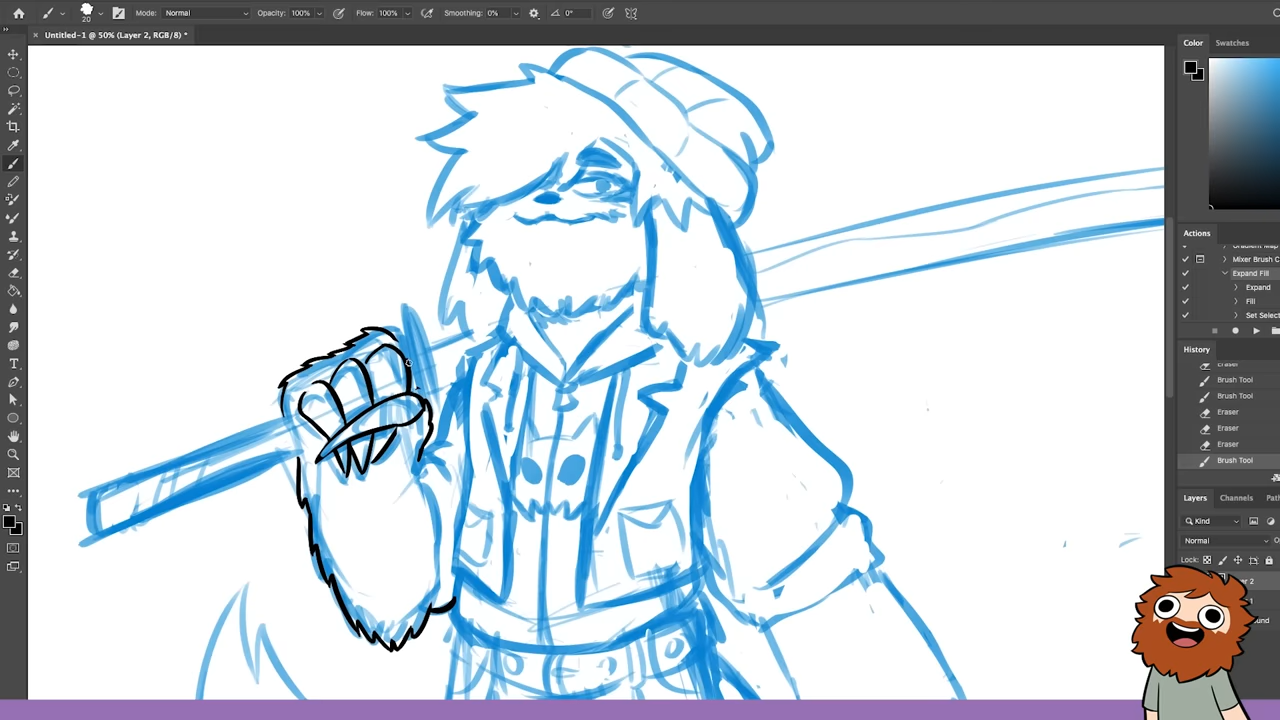 20
Mode: Normal
Opacity: 100%
Flow: 100%
Smoothing: 0%
0°
× Untitled-1 @ 50% (Layer 2, RGB/8) *
Color
Swatches
Actions
Mixer Brush C
Expand Fill
Expand
Fill
Set Select
History
Eraser
Brush Tool
Brush Tool
Eraser
Eraser
Eraser
Brush Tool
Layers
Channels
Kind
Normal
Lock: